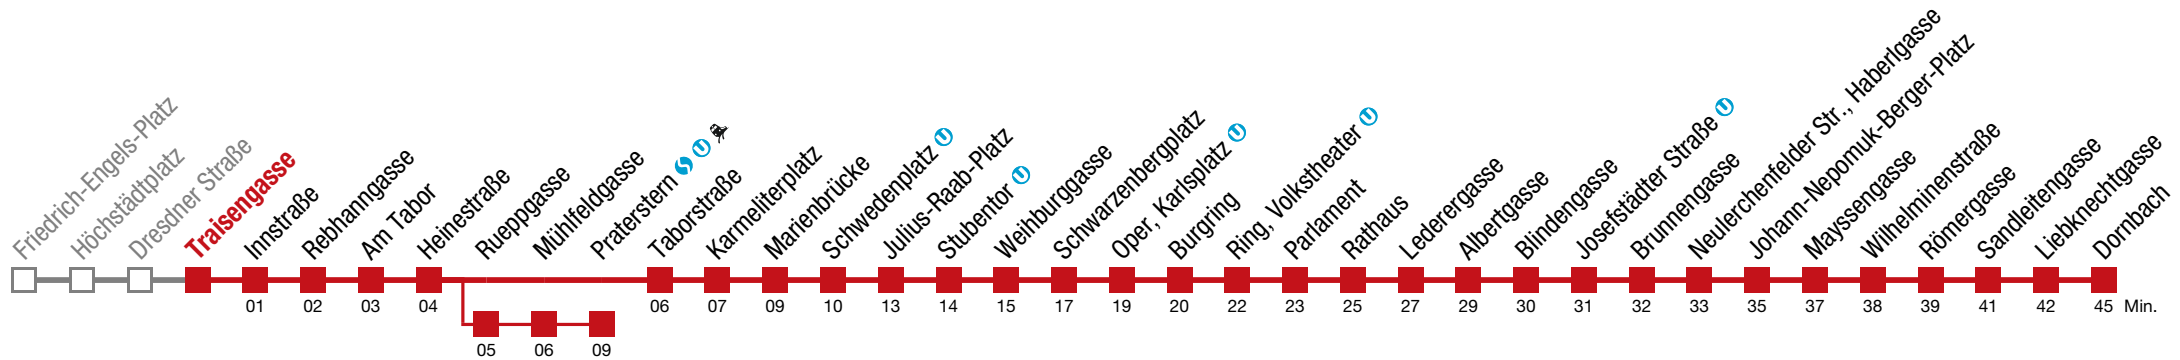 Friedrich-Engels-Platz
Höchstädtplatz
Dresdner Straße
Traisengasse
Innstraße
Rebhanngasse
Am Tabor
Heinestraße
Rueppgasse
Mühlfeldgasse
Praterstern
Taborstraße
Karmeliterplatz
Marienbrücke
Schwedenplatz U
Julius-Raab-Platz
Stubentor U
Weihburggasse
Schwarzenbergplatz
Oper, Karlsplatz U
Burgring
Ring, Volkstheater U
Parlament
Rathaus
Lederergasse
Albertgasse
Blindengasse
Josefstädter Straße U
Brunnengasse
Neulerchenfelder Str., Haberlgasse
Johann-Nepomuk-Berger-Platz
Mayssengasse
Wilhelminenstraße
Römergasse
Sandleitengasse
Liebknechtgasse
Dornbach
01 02 03 04 06 07 09 10 13 14 15 17 19 20 22 23 25 27 29 30 31 32 33 35 37 38 39 41 42 45 Min.
05 06 09